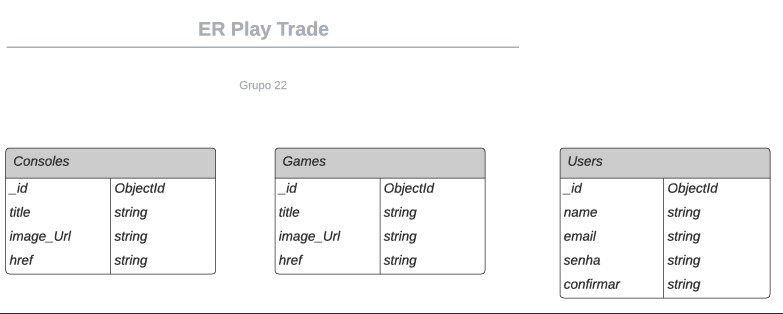 ER Play Trade
Grupo 22
Consoles
_id ObjectId
title string
image_Url string
href string
Games
_id ObjectId
title string
image_Url string
href string
Users
_id ObjectId
name string
email string
senha string
confirmar string